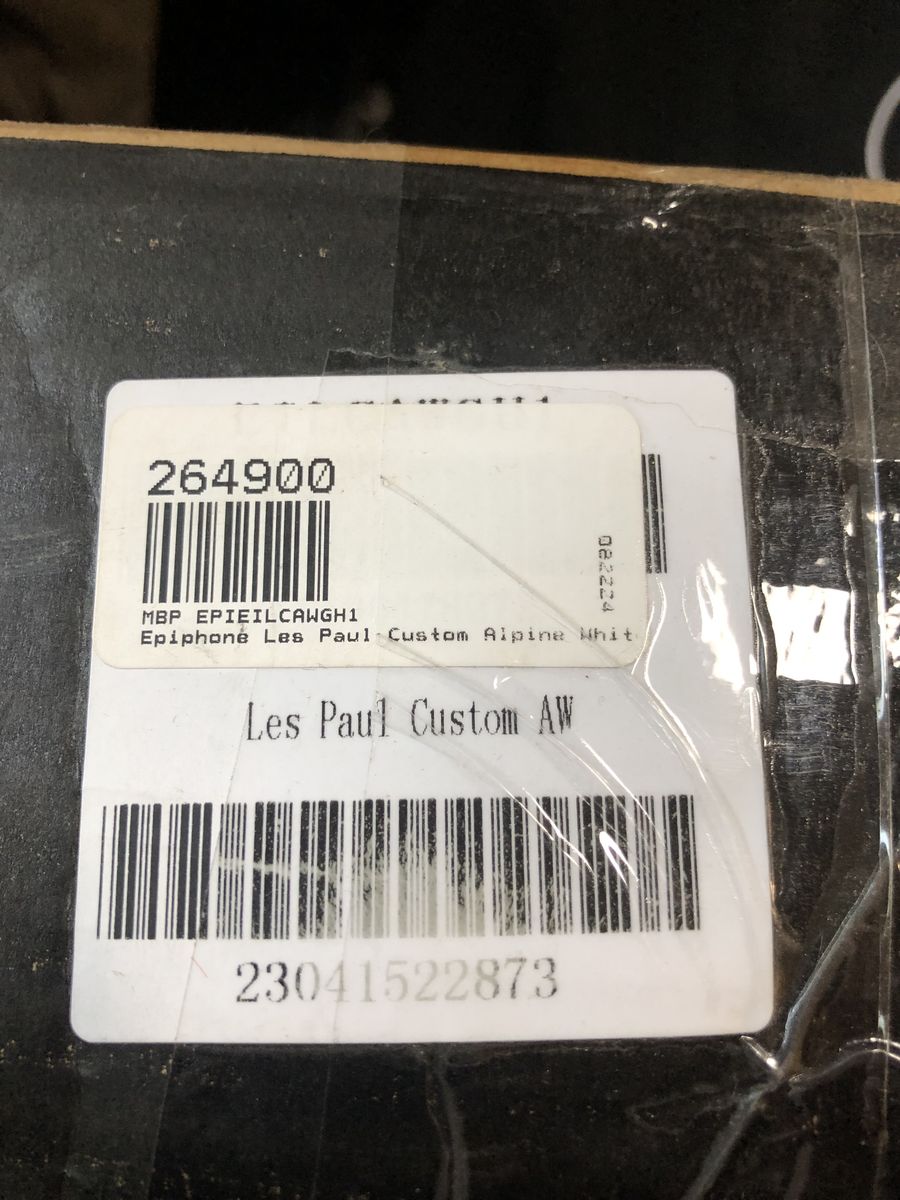 264900
082224
MBP EPIEILCAWGH1
Epiphone Les Paul Custom Alpine Whit
Les Paul Custom AW
23041522873